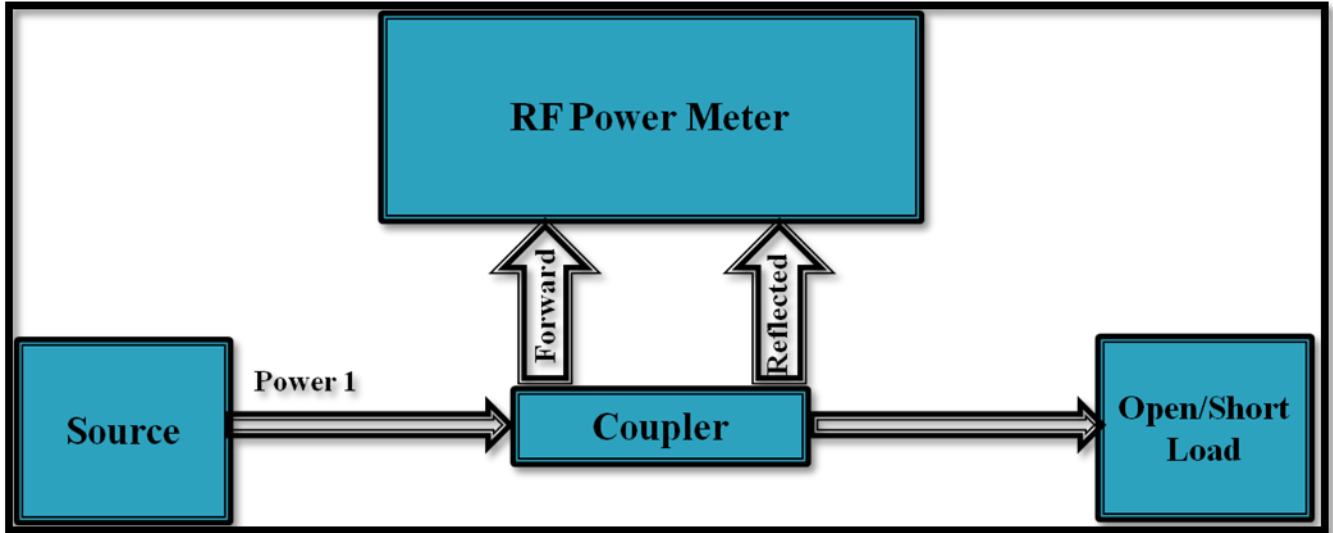 RF Power Meter
Forward
Reflected
Power 1
Source
Coupler
Open/Short
Load